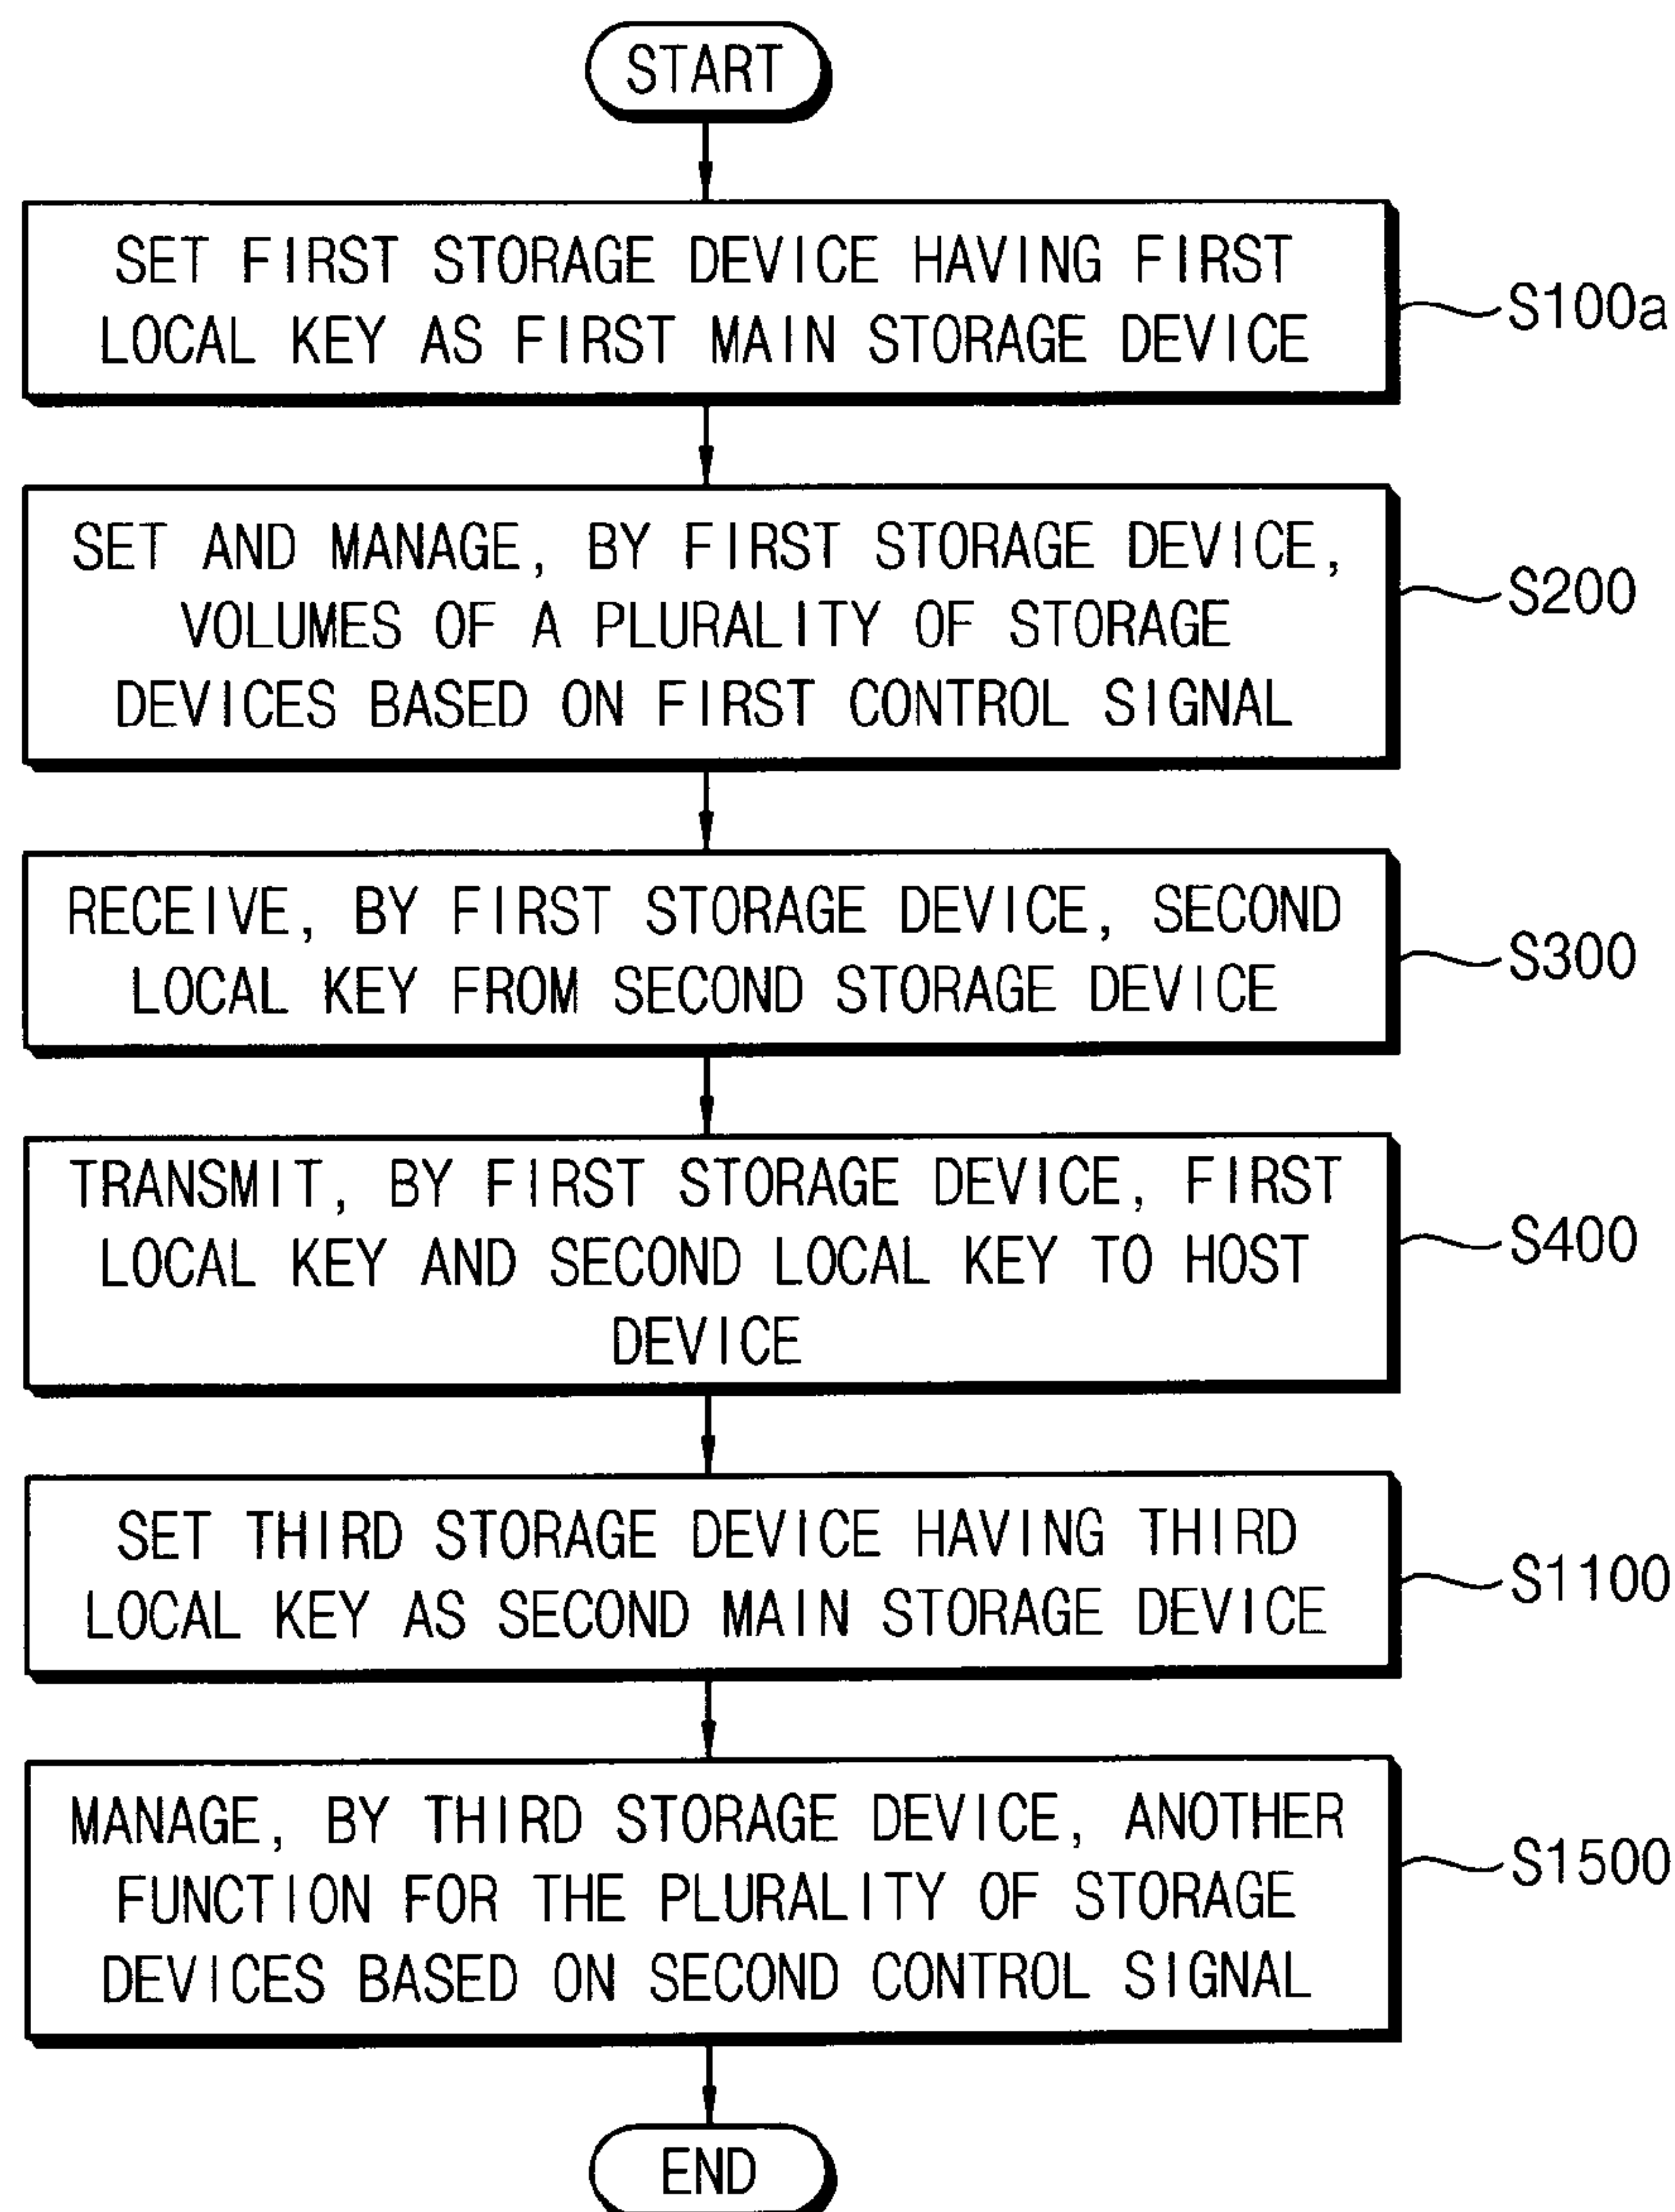 START
SET FIRST STORAGE DEVICE HAVING FIRST
LOCAL KEY AS FIRST MAIN STORAGE DEVICE
S100a
SET AND MANAGE, BY FIRST STORAGE DEVICE,
VOLUMES OF A PLURALITY OF STORAGE
DEVICES BASED ON FIRST CONTROL SIGNAL
S200
RECEIVE, BY FIRST STORAGE DEVICE, SECOND
LOCAL KEY FROM SECOND STORAGE DEVICE
S300
TRANSMIT, BY FIRST STORAGE DEVICE, FIRST
LOCAL KEY AND SECOND LOCAL KEY TO HOST
DEVICE
S400
SET THIRD STORAGE DEVICE HAVING THIRD
LOCAL KEY AS SECOND MAIN STORAGE DEVICE
S1100
MANAGE, BY THIRD STORAGE DEVICE, ANOTHER
FUNCTION FOR THE PLURALITY OF STORAGE
DEVICES BASED ON SECOND CONTROL SIGNAL
S1500
END